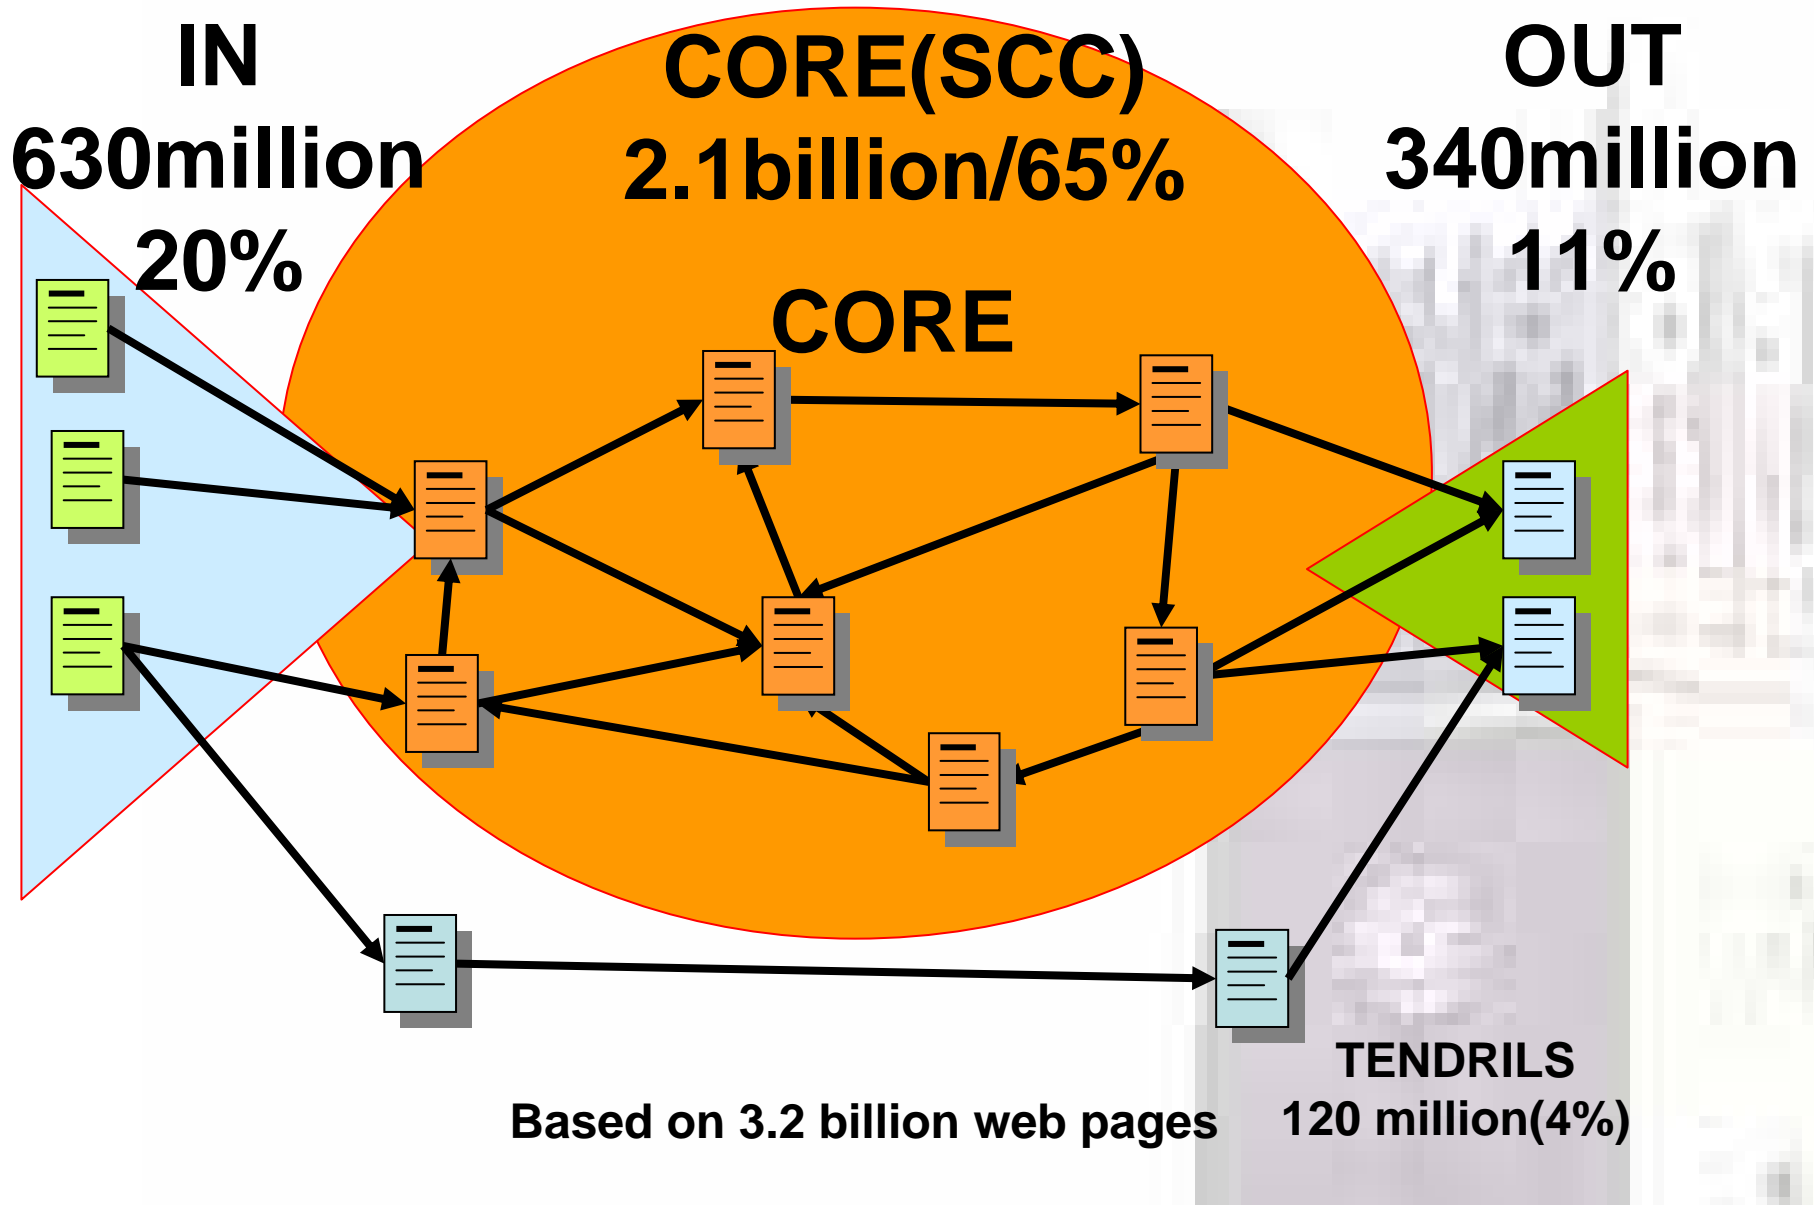 IN
630million
20%
CORE(SCC)
2.1billion/65%
OUT
340million
11%
CORE
TENDRILS
120 million(4%)
Based on 3.2 billion web pages